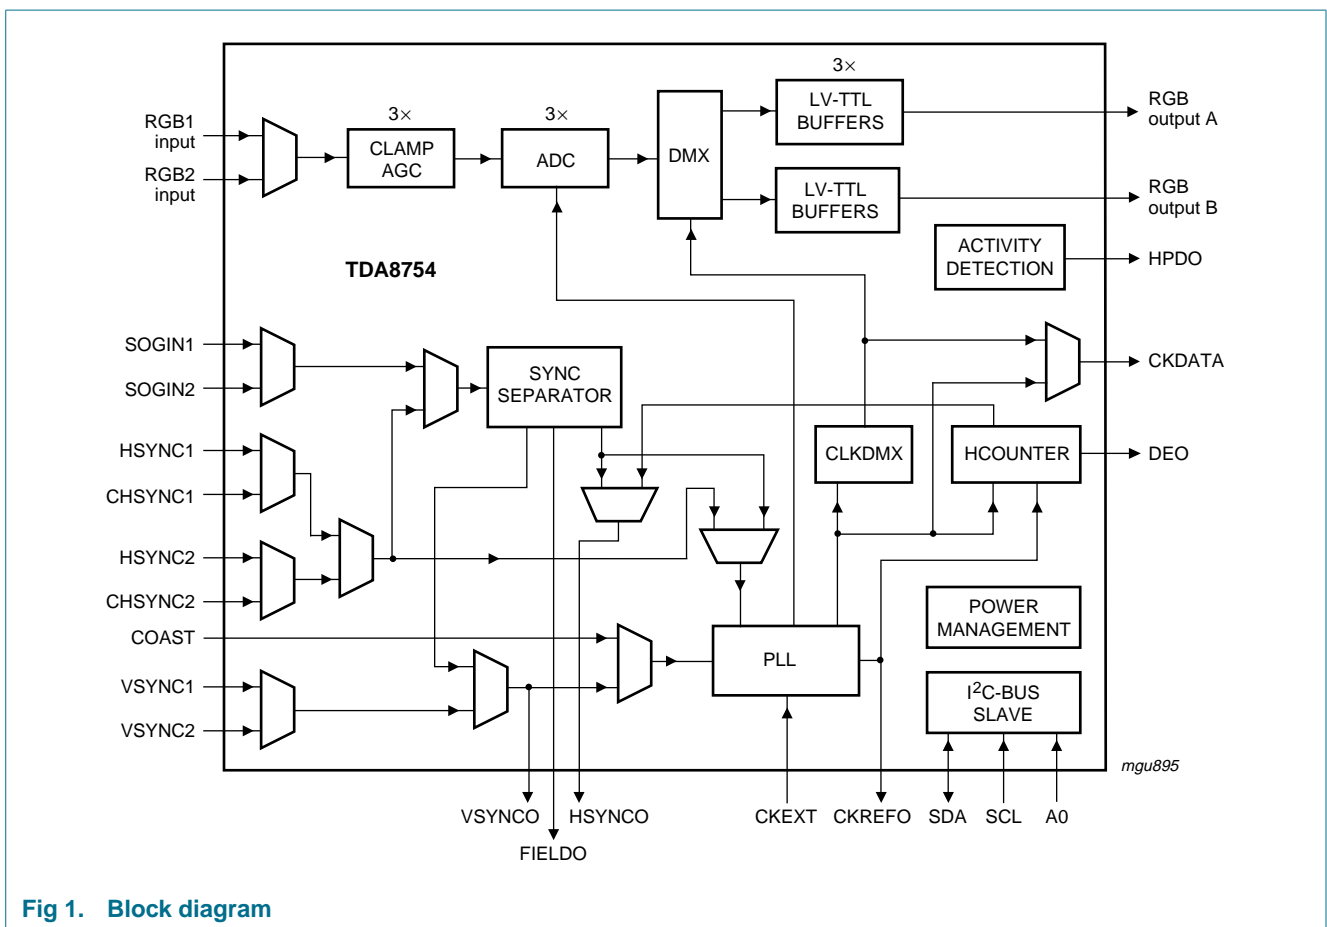 3×
RGB1
input
RGB2
input
3×
CLAMP
AGC
3×
ADC
DMX
LV-TTL
BUFFERS
LV-TTL
BUFFERS
RGB
output A
RGB
output B
ACTIVITY
DETECTION
HPDO
TDA8754
SOGIN1
SOGIN2
SYNC
SEPARATOR
CKDATA
HSYNC1
CHSYNC1
CLKDMX
HCOUNTER
DEO
HSYNC2
CHSYNC2
COAST
VSYNC1
VSYNC2
PLL
POWER
MANAGEMENT
I²C-BUS
SLAVE
mgu895
VSYNCO
HSYNCO
CKEXT
CKREFO
SDA
SCL
A0
FIELDO
Fig 1. Block diagram